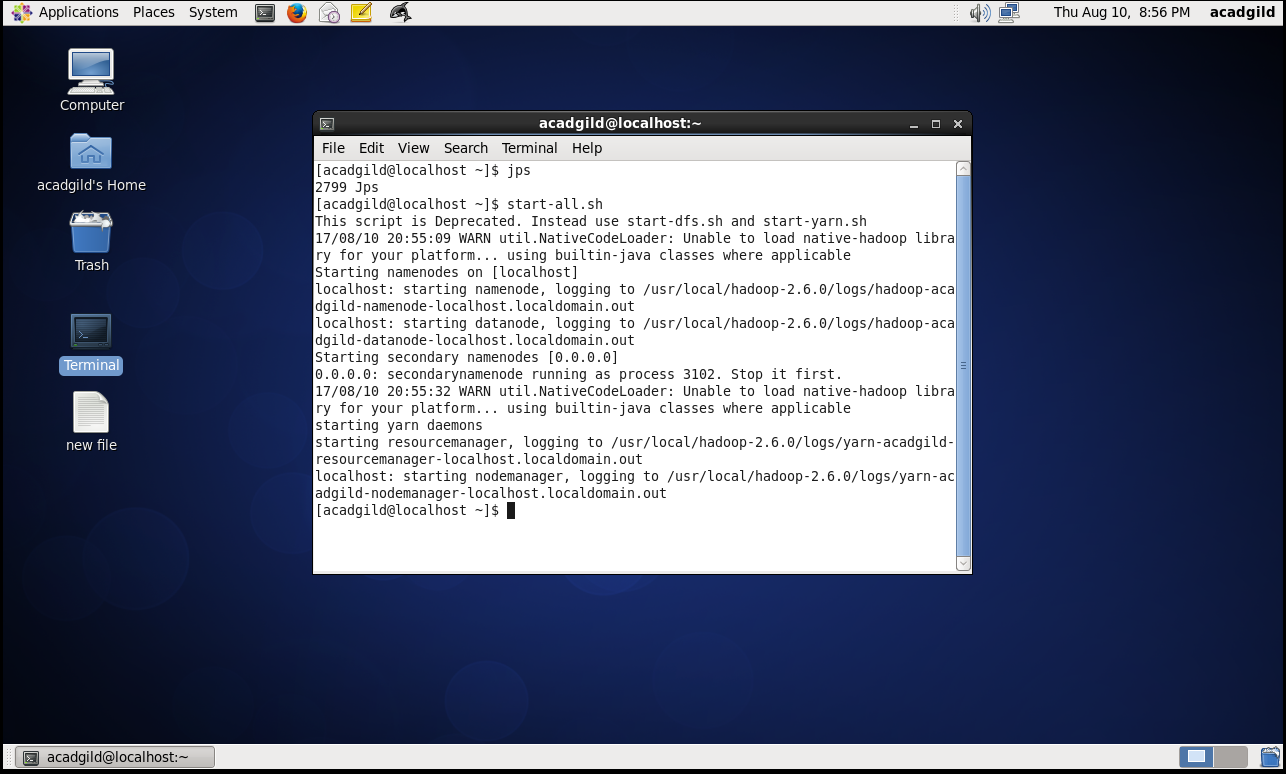 Applications Places System
Thu Aug 10, 8:56 PM acadgild
Computer
acadgild's Home
Trash
Terminal
new file
acadgild@localhost:~
File Edit View Search Terminal Help
[acadgild@localhost ~]$ jps
2799 Jps
[acadgild@localhost ~]$ start-all.sh
This script is Deprecated. Instead use start-dfs.sh and start-yarn.sh
17/08/10 20:55:09 WARN util.NativeCodeLoader: Unable to load native-hadoop libra
ry for your platform... using builtin-java classes where applicable
Starting namenodes on [localhost]
localhost: starting namenode, logging to /usr/local/hadoop-2.6.0/logs/hadoop-aca
dgild-namenode-localhost.localdomain.out
localhost: starting datanode, logging to /usr/local/hadoop-2.6.0/logs/hadoop-aca
dgild-datanode-localhost.localdomain.out
Starting secondary namenodes [0.0.0.0]
0.0.0.0: secondarynamenode running as process 3102. Stop it first.
17/08/10 20:55:32 WARN util.NativeCodeLoader: Unable to load native-hadoop libra
ry for your platform... using builtin-java classes where applicable
starting yarn daemons
starting resourcemanager, logging to /usr/local/hadoop-2.6.0/logs/yarn-acadgild-
resourcemanager-localhost.localdomain.out
localhost: starting nodemanager, logging to /usr/local/hadoop-2.6.0/logs/yarn-ac
adgild-nodemanager-localhost.localdomain.out
[acadgild@localhost ~]$
acadgild@localhost:~